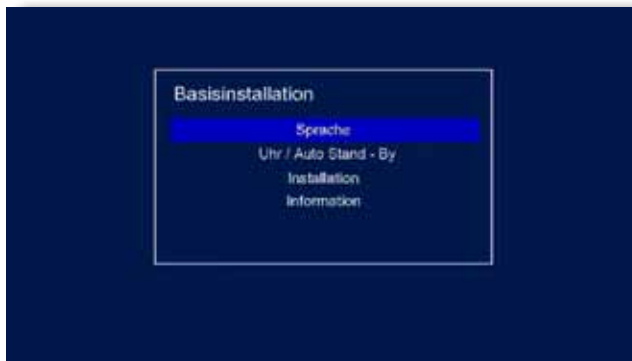 Basisinstallation
Sprache
Uhr / Auto Stand - By
Installation
Information